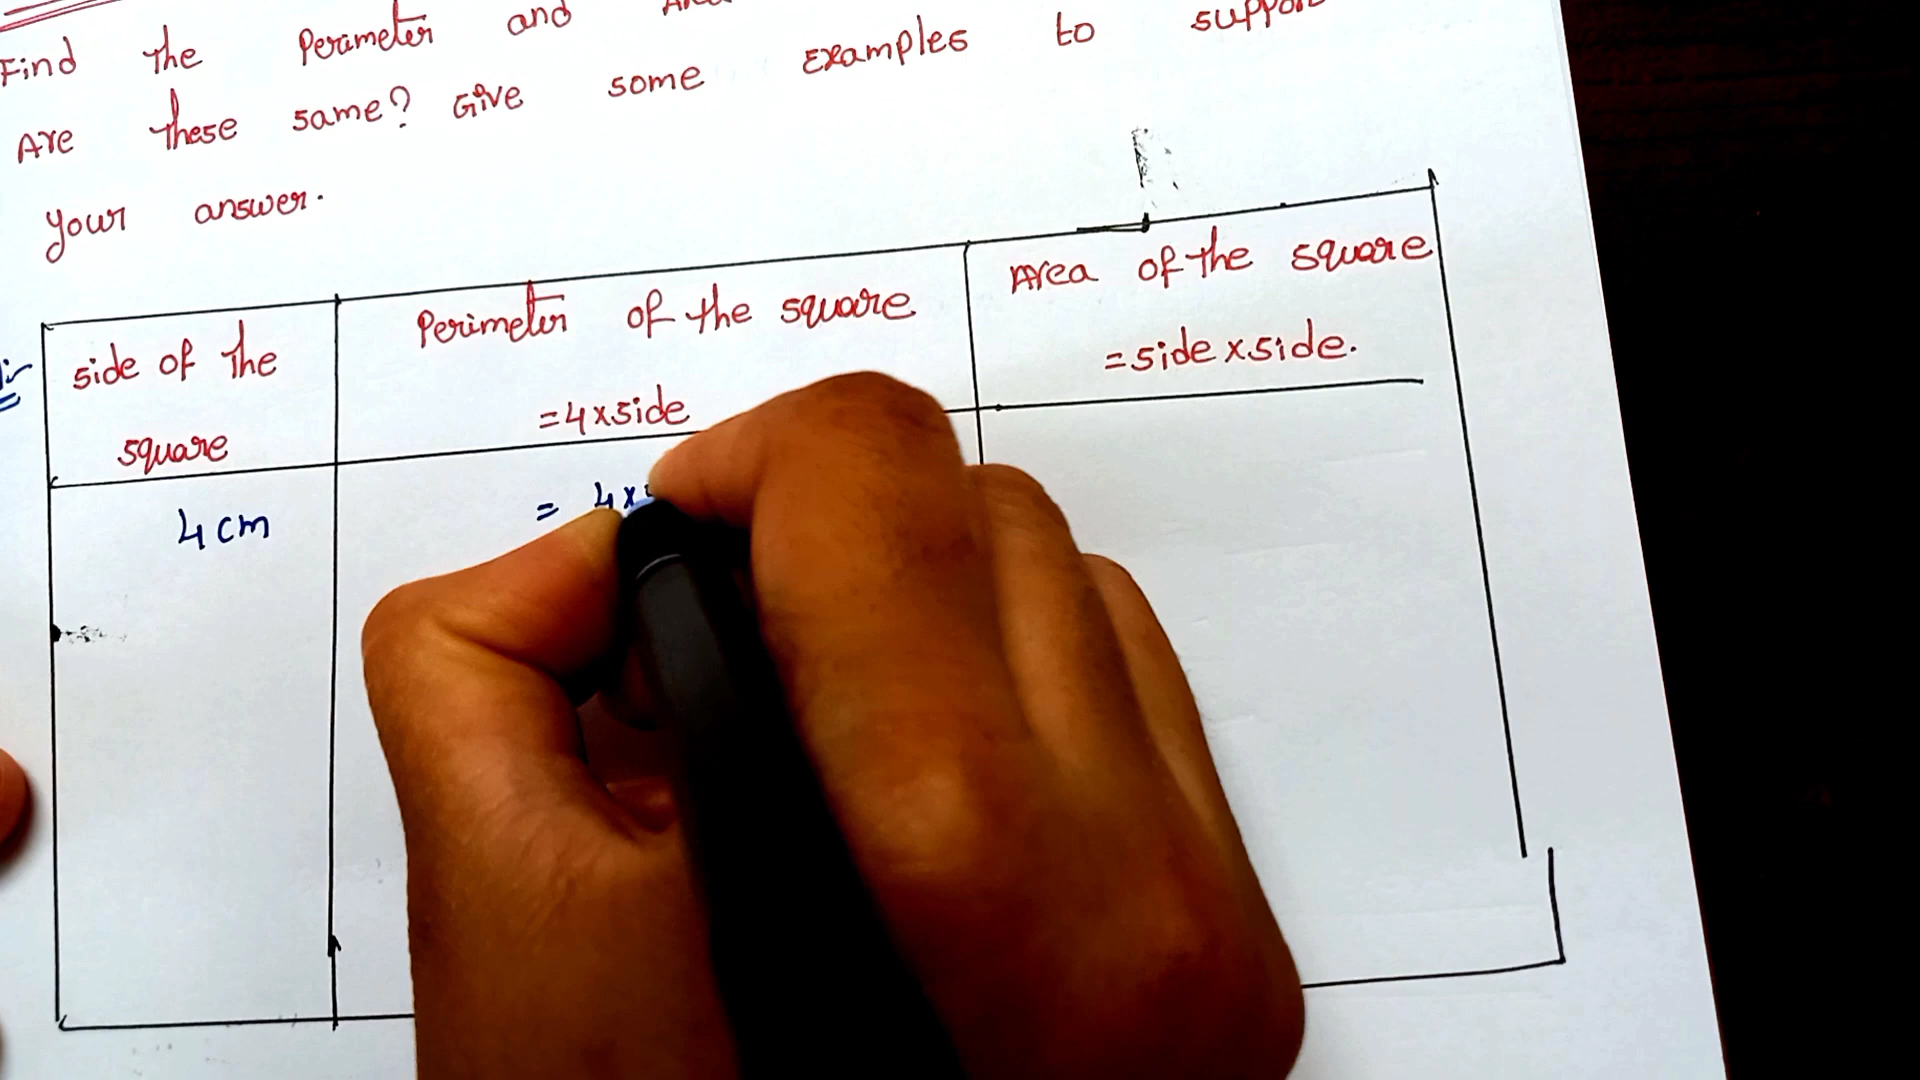 Find the Perimeter and
Are these same? Give some Examples to support
your answer.
side of the
square
Perimeter of the square
=4xside
Area of the square
=sidexside.
4cm
= 4x